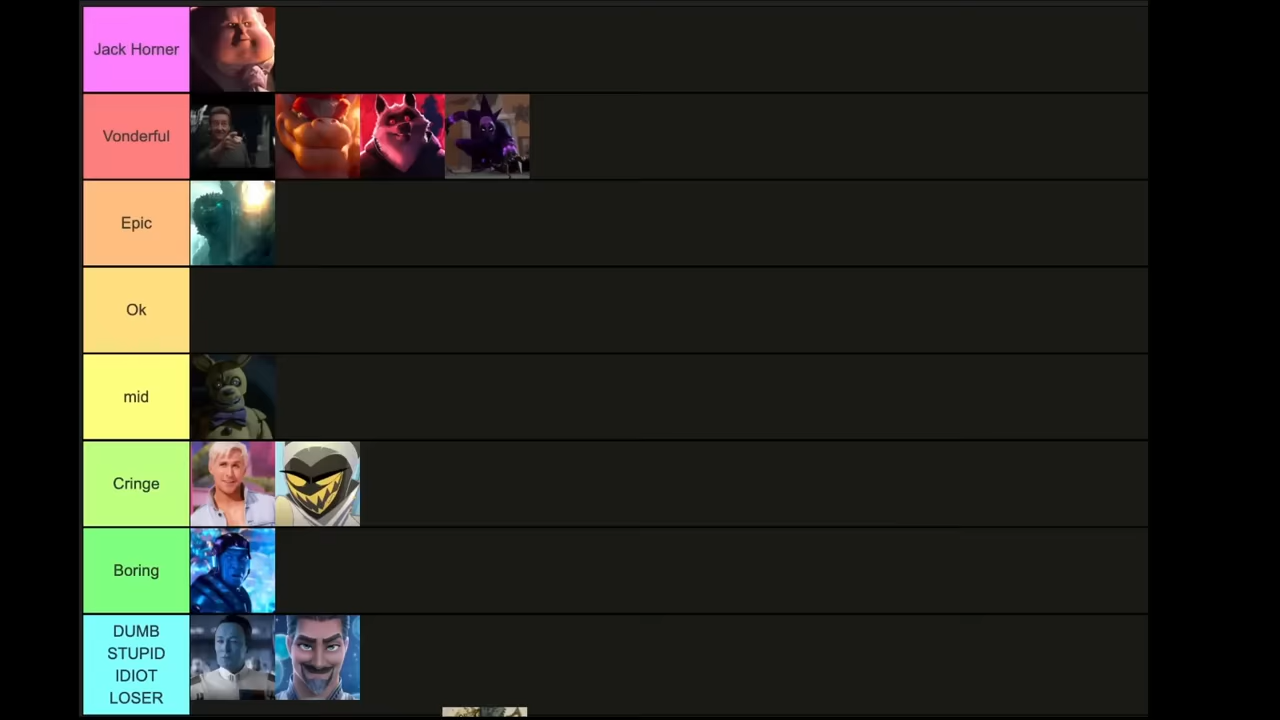 Jack Horner
Vonderful
Epic
Ok
mid
Cringe
Boring
DUMB
STUPID
IDIOT
LOSER